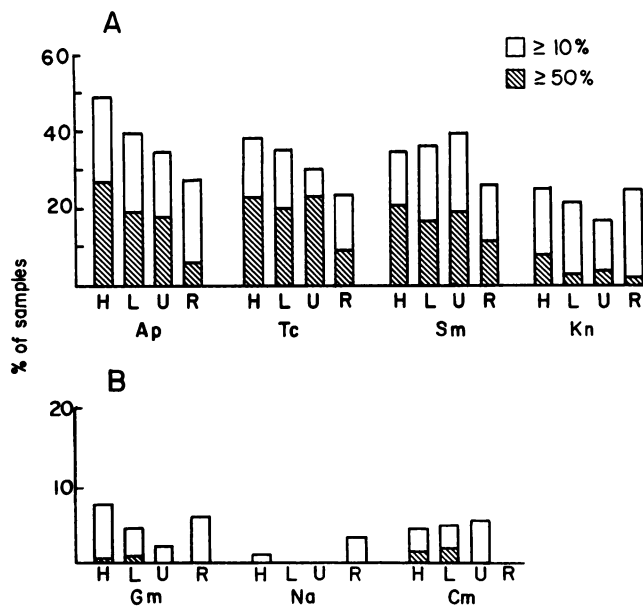 A
≥ 10%
≥ 50%
60
40
20
H L U R H L U R H L U R H L U R
Ap Tc Sm Kn
% of samples
B
20
10
H L U R H L U R H L U R
Gm Na Cm